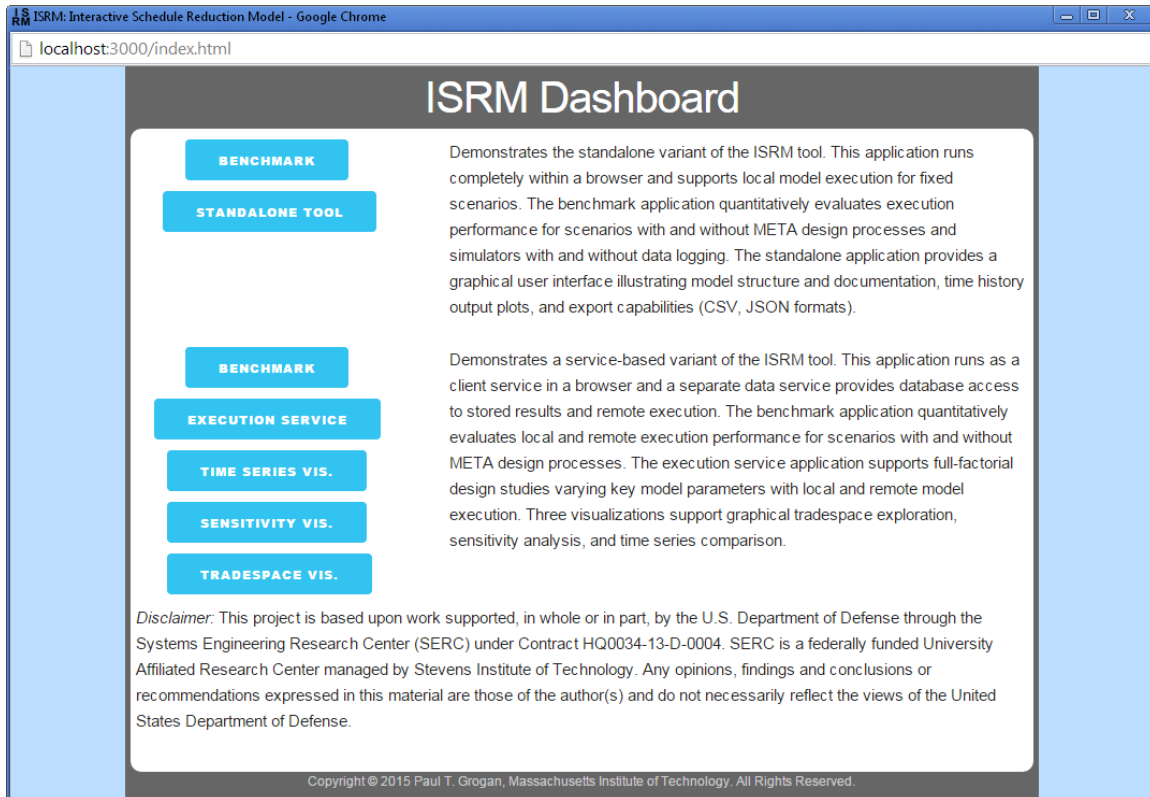 IS
RM ISRM: Interactive Schedule Reduction Model - Google Chrome
localhost:3000/index.html
ISRM Dashboard
BENCHMARK
STANDALONE TOOL
Demonstrates the standalone variant of the ISRM tool. This application runs
completely within a browser and supports local model execution for fixed
scenarios. The benchmark application quantitatively evaluates execution
performance for scenarios with and without META design processes and
simulators with and without data logging. The standalone application provides a
graphical user interface illustrating model structure and documentation, time history
output plots, and export capabilities (CSV, JSON formats).
BENCHMARK
EXECUTION SERVICE
TIME SERIES VIS.
SENSITIVITY VIS.
TRADESPACE VIS.
Demonstrates a service-based variant of the ISRM tool. This application runs as a
client service in a browser and a separate data service provides database access
to stored results and remote execution. The benchmark application quantitatively
evaluates local and remote execution performance for scenarios with and without
META design processes. The execution service application supports full-factorial
design studies varying key model parameters with local and remote model
execution. Three visualizations support graphical tradespace exploration,
sensitivity analysis, and time series comparison.
Disclaimer: This project is based upon work supported, in whole or in part, by the U.S. Department of Defense through the
Systems Engineering Research Center (SERC) under Contract HQ0034-13-D-0004. SERC is a federally funded University
Affiliated Research Center managed by Stevens Institute of Technology. Any opinions, findings and conclusions or
recommendations expressed in this material are those of the author(s) and do not necessarily reflect the views of the United
States Department of Defense.
Copyright © 2015 Paul T. Grogan, Massachusetts Institute of Technology. All Rights Reserved.